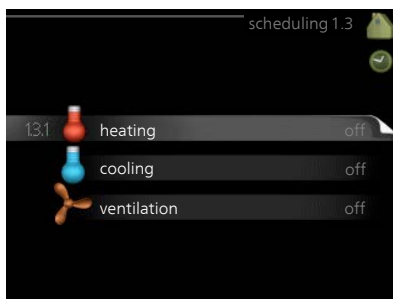 scheduling 1.3
1.3.1 heating off
cooling off
ventilation off